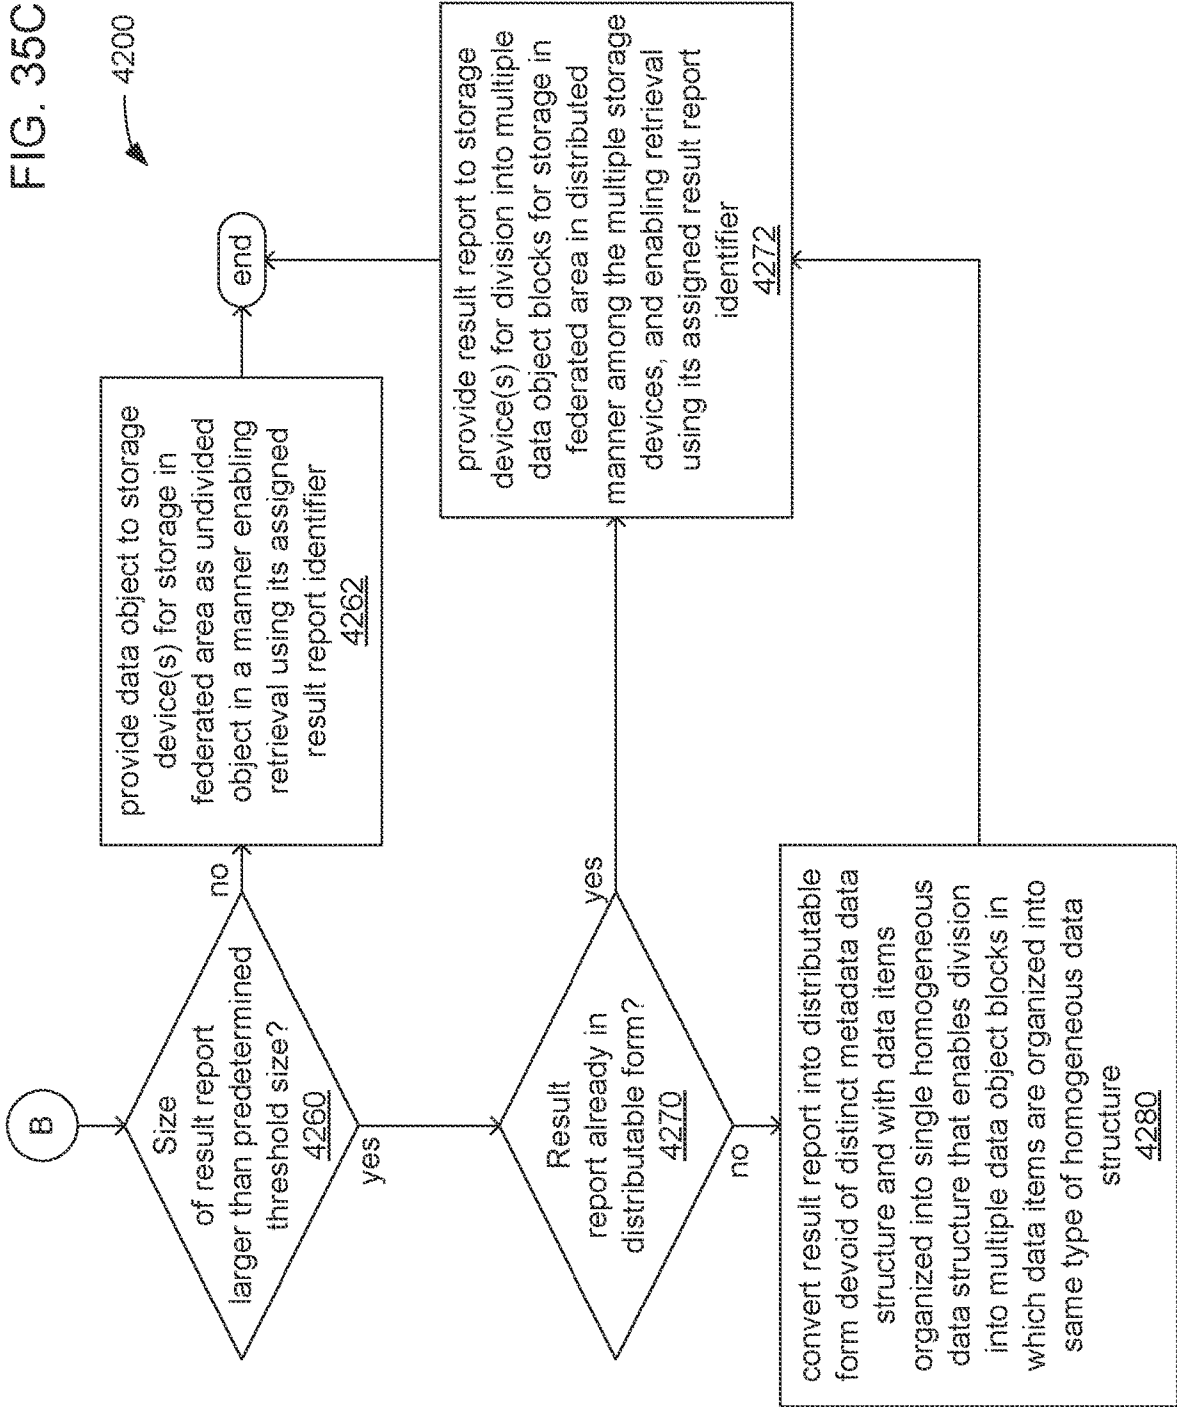 FIG. 35C
4200
B
Size
of result report
larger than predetermined
threshold size?
4260
no
yes
provide data object to storage
device(s) for storage in
federated area as undivided
object in a manner enabling
retrieval using its assigned
result report identifier
4262
end
Result
report already in
distributable form?
4270
yes
no
provide result report to storage
device(s) for division into multiple
data object blocks for storage in
federated area in distributed
manner among the multiple storage
devices, and enabling retrieval
using its assigned result report
identifier
4272
convert result report into distributable
form devoid of distinct metadata data
structure and with data items
organized into single homogeneous
data structure that enables division
into multiple data object blocks in
which data items are organized into
same type of homogeneous data
structure
4280